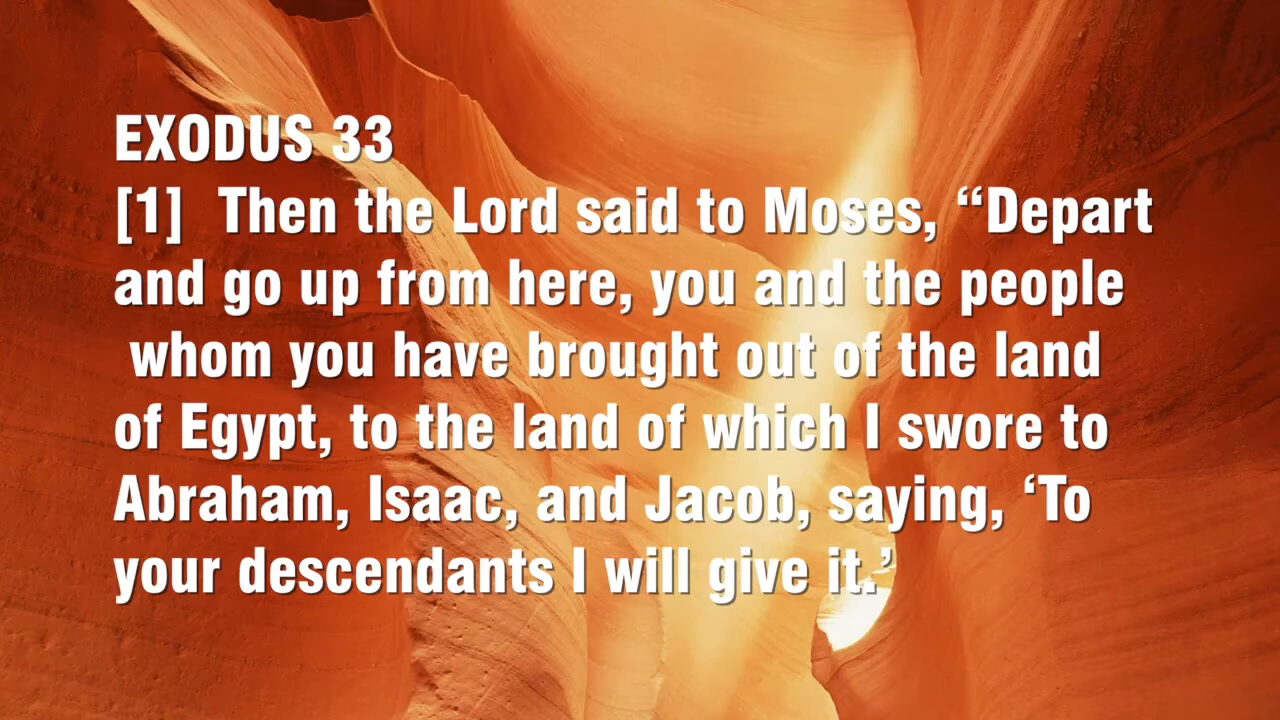 EXODUS 33
[1]  Then the Lord said to Moses, “Depart
and go up from here, you and the people
whom you have brought out of the land
of Egypt, to the land of which I swore to
Abraham, Isaac, and Jacob, saying, ‘To
your descendants I will give it.’